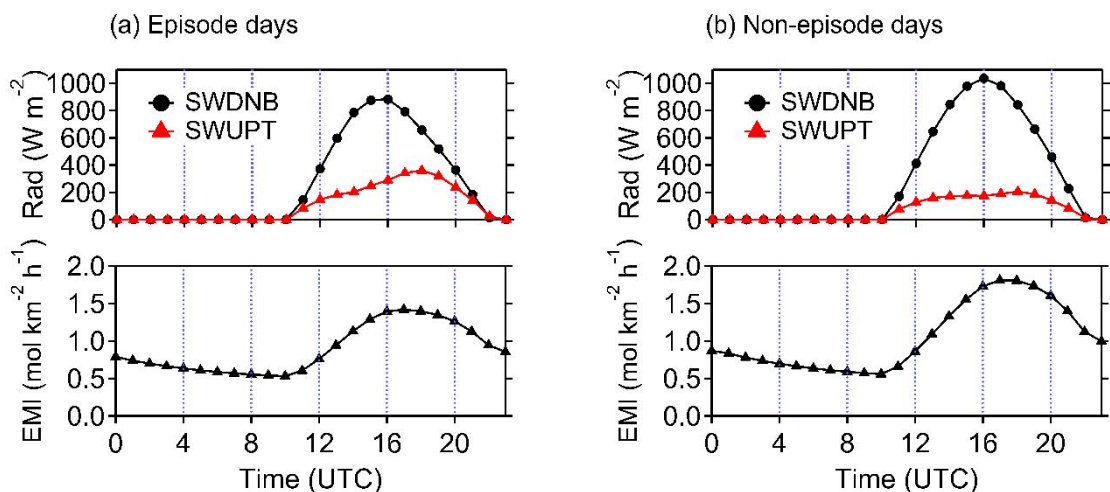 (a) Episode days
(b) Non-episode days
Rad (W m⁻²)
1000
800
600
400
200
0
SWDNB
SWUPT
Rad (W m⁻²)
1000
800
600
400
200
0
SWDNB
SWUPT
EMI (mol km⁻² h⁻¹)
2.0
1.5
1.0
0.5
0.0
0 4 8 12 16 20
Time (UTC)
EMI (mol km⁻² h⁻¹)
2.0
1.5
1.0
0.5
0.0
0 4 8 12 16 20
Time (UTC)